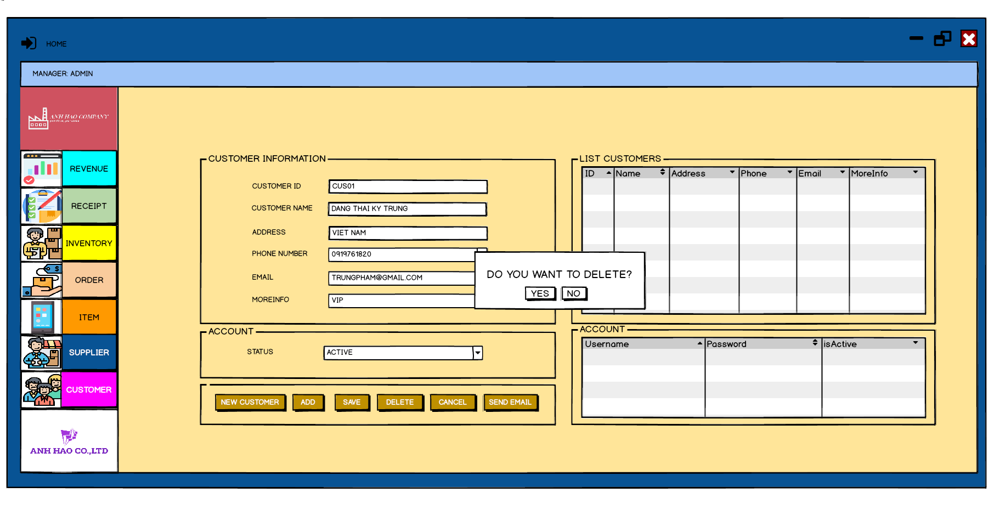 HOME
MANAGER: ADMIN
ANH HAO COMPANY
REVENUE
RECEIPT
INVENTORY
$
ORDER
ITEM
SUPPLIER
CUSTOMER
ANH HAO CO.,LTD
CUSTOMER INFORMATION
CUSTOMER ID CUS01
CUSTOMER NAME DANG THAI KY TRUNG
ADDRESS VIET NAM
PHONE NUMBER 0919761820
EMAIL TRUNGPHAM@GMAIL.COM
MOREINFO VIP
ACCOUNT
STATUS ACTIVE
NEW CUSTOMER ADD SAVE DELETE CANCEL SEND EMAIL
DO YOU WANT TO DELETE?
YES NO
LIST CUSTOMERS
ID Name Address Phone Email MoreInfo
ACCOUNT
Username Password isActive